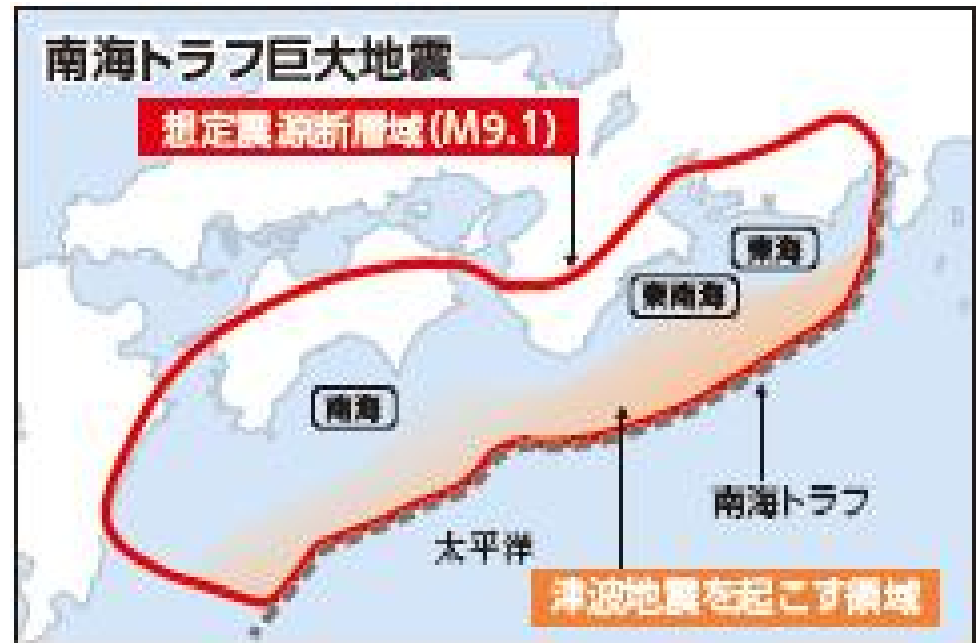 南海トラフ巨大地震
想定震源断層域(M9.1)
東海
東南海
南海
南海トラフ
太平洋
津波地震を起こす領域